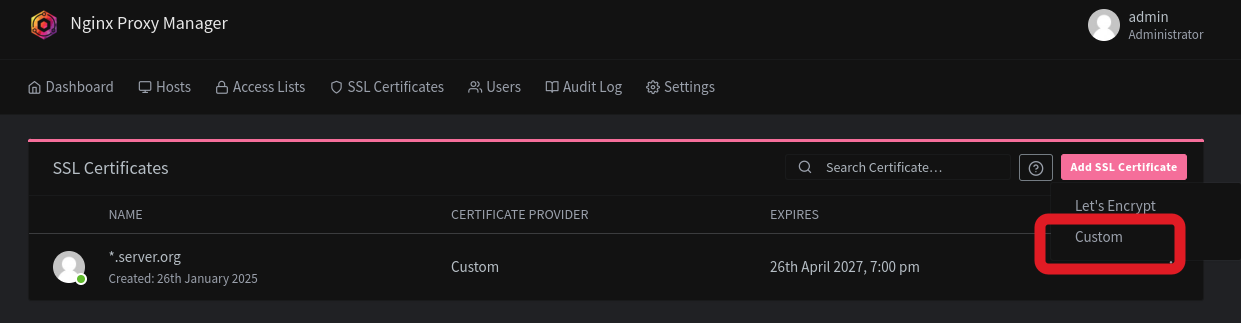 Nginx Proxy Manager
admin
Administrator
Dashboard Hosts Access Lists SSL Certificates Users Audit Log Settings
SSL Certificates Search Certificate… Add SSL Certificate
Let's Encrypt
Custom
NAME CERTIFICATE PROVIDER EXPIRES
*.server.org
Created: 26th January 2025
Custom
26th April 2027, 7:00 pm